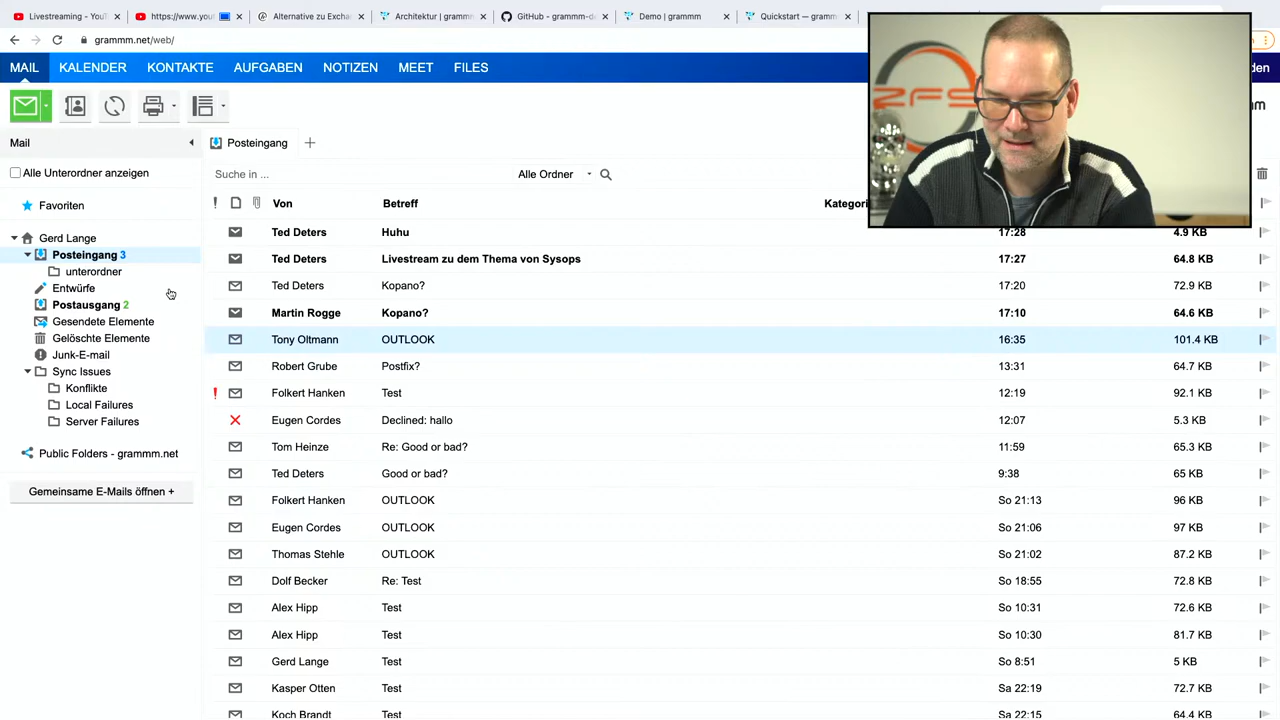 Livestreaming - YouT
https://www.yout
Alternative zu Excha
Architektur | gramm
GitHub - grammm-de
Demo | grammm
Quickstart — gramm
grammm.net/web/
MAIL KALENDER KONTAKTE AUFGABEN NOTIZEN MEET FILES
Mail
Posteingang
Alle Unterordner anzeigen
Suche in ... Alle Ordner
Favoriten
Von Betreff Kategori
Gerd Lange
Posteingang 3
unterordner
Entwürfe
Postausgang 2
Gesendete Elemente
Gelöschte Elemente
Junk-E-mail
Sync Issues
Konflikte
Local Failures
Server Failures
Public Folders - grammm.net
Gemeinsame E-Mails öffnen +
Ted Deters Huhu 17:28 4.9 KB
Ted Deters Livestream zu dem Thema von Sysops 17:27 64.8 KB
Ted Deters Kopano? 17:20 72.9 KB
Martin Rogge Kopano? 17:10 64.6 KB
Tony Oltmann OUTLOOK 16:35 101.4 KB
Robert Grube Postfix? 13:31 64.7 KB
Folkert Hanken Test 12:19 92.1 KB
Eugen Cordes Declined: hallo 12:07 5.3 KB
Tom Heinze Re: Good or bad? 11:59 65.3 KB
Ted Deters Good or bad? 9:38 65 KB
Folkert Hanken OUTLOOK So 21:13 96 KB
Eugen Cordes OUTLOOK So 21:06 97 KB
Thomas Stehle OUTLOOK So 21:02 87.2 KB
Dolf Becker Re: Test So 18:55 72.8 KB
Alex Hipp Test So 10:31 72.6 KB
Alex Hipp Test So 10:30 81.7 KB
Gerd Lange Test So 8:51 5 KB
Kasper Otten Test Sa 22:19 72.7 KB
Koch Brandt Test Sa 22:15 64.4 KB